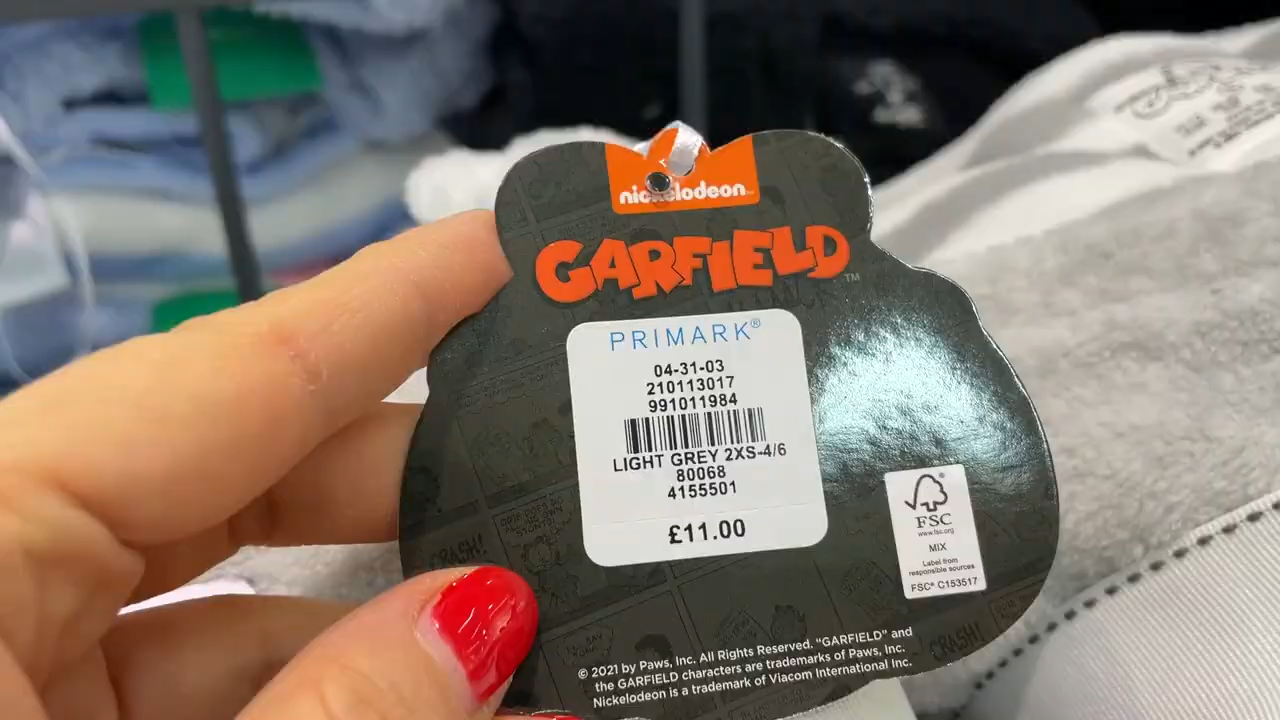 nickelodeon
GARFIELD™
PRIMARK®
04-31-03
210113017
991011984
LIGHT GREY 2XS-4/6
80068
4155501
£11.00
FSC
www.fsc.org
MIX
Label from
responsible sources
FSC® C153517
CRASH!
CRASH!
© 2021 by Paws, Inc. All Rights Reserved. “GARFIELD” and
the GARFIELD characters are trademarks of Paws, Inc.
Nickelodeon is a trademark of Viacom International Inc.